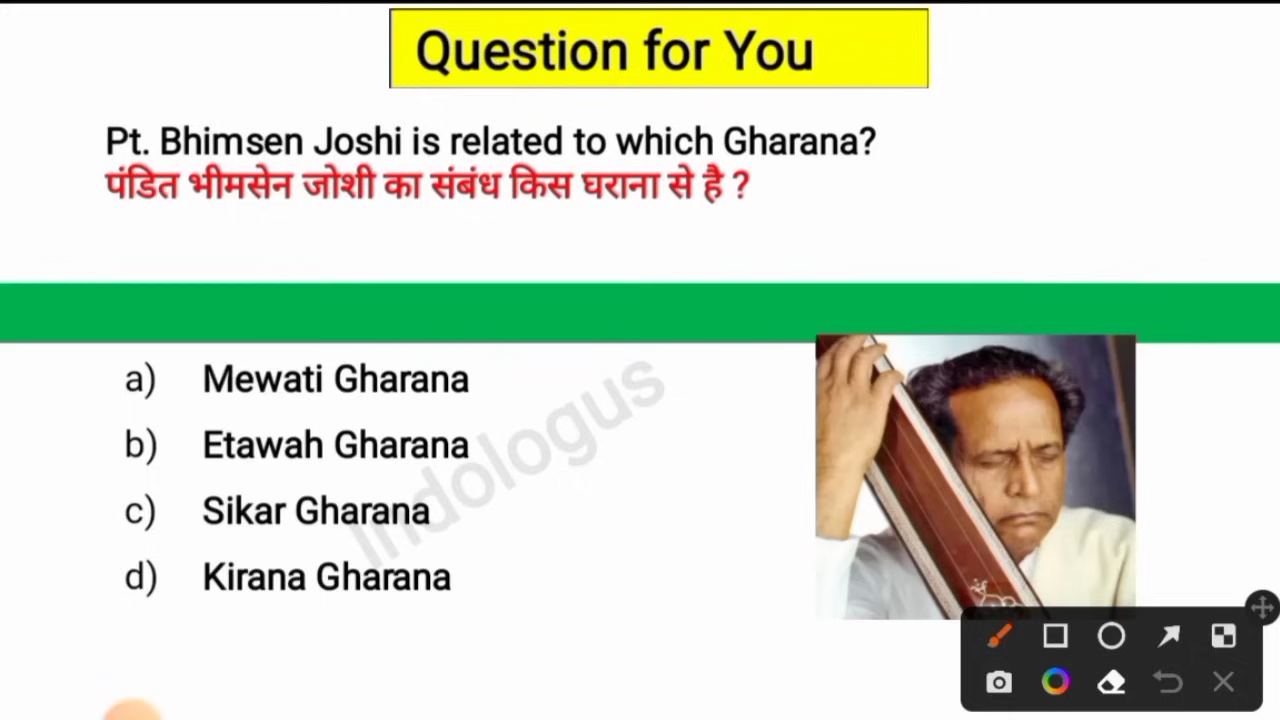 Question for You
Pt. Bhimsen Joshi is related to which Gharana?
पंडित भीमसेन जोशी का संबंध किस घराना से है ?
a) Mewati Gharana
b) Etawah Gharana
c) Sikar Gharana
d) Kirana Gharana
Indologus